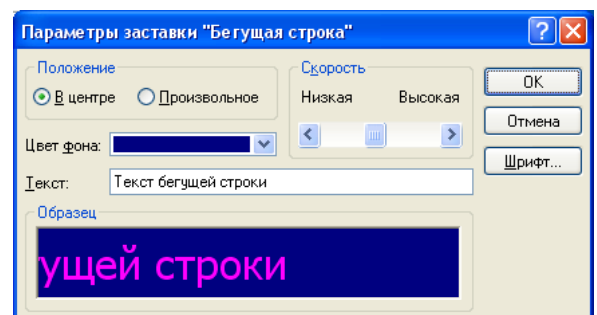 Параметры заставки "Бегущая строка"
Положение
В центре Произвольное
Скорость
Низкая Высокая
OK
Отмена
Шрифт...
Цвет фона:
Текст: Текст бегущей строки
Образец
ущей строки